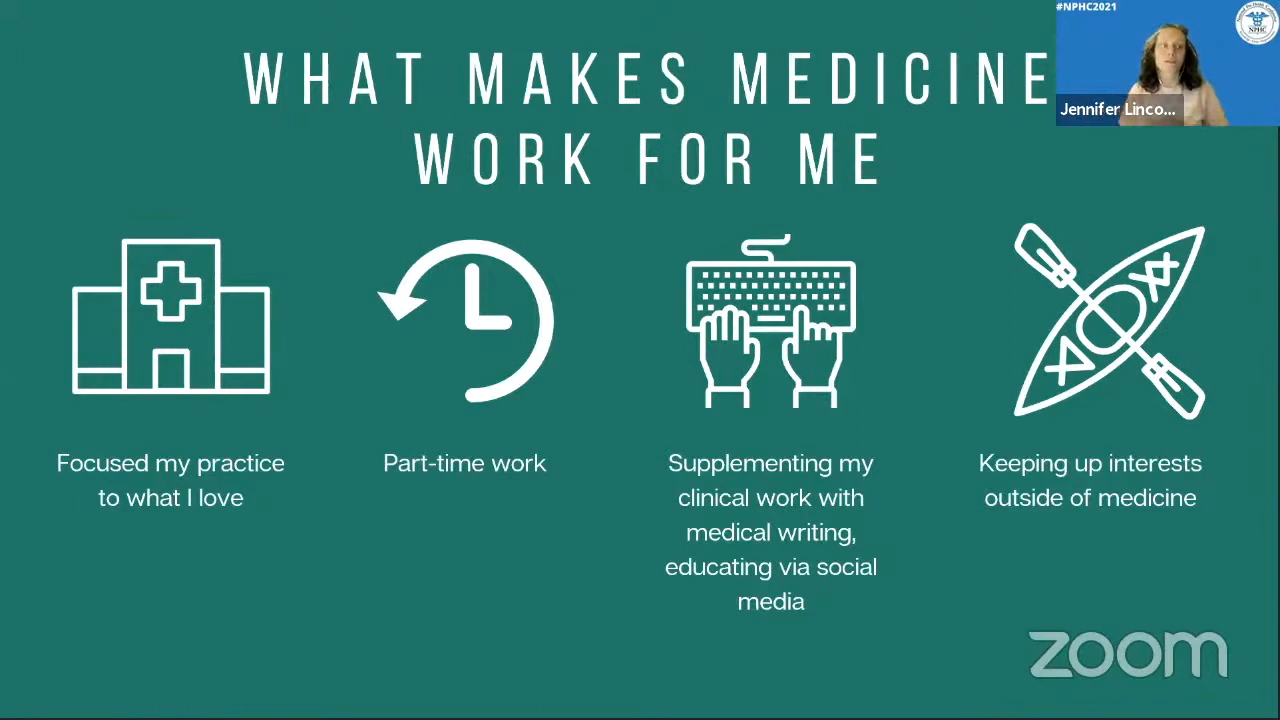 #NPHC2021
NPHC
Jennifer Linco...
WHAT MAKES MEDICINE
WORK FOR ME
Focused my practice
to what I love
Part-time work
Supplementing my
clinical work with
medical writing,
educating via social
media
Keeping up interests
outside of medicine
zoom